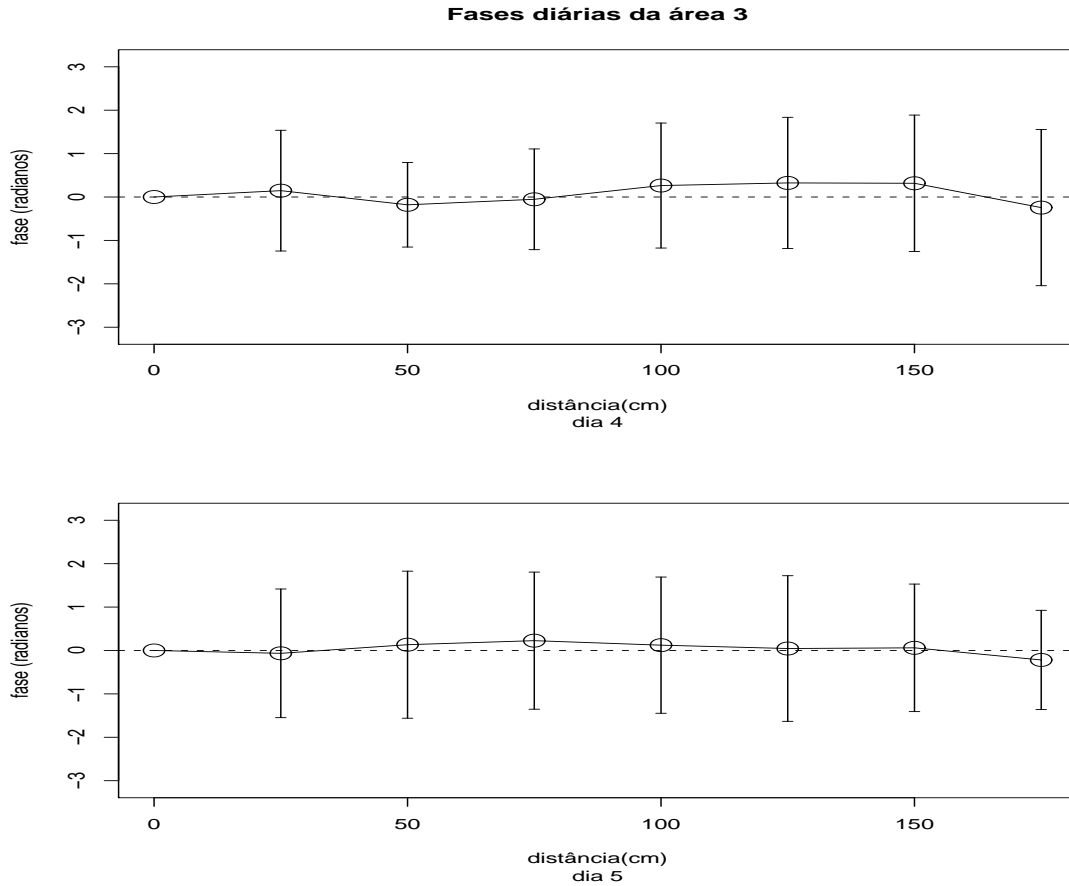 Fases diárias da área 3
3
2
1
0
-1
-2
-3
fase (radianos)
0 50 100 150
distância(cm)
dia 4
3
2
1
0
-1
-2
-3
fase (radianos)
0 50 100 150
distância(cm)
dia 5